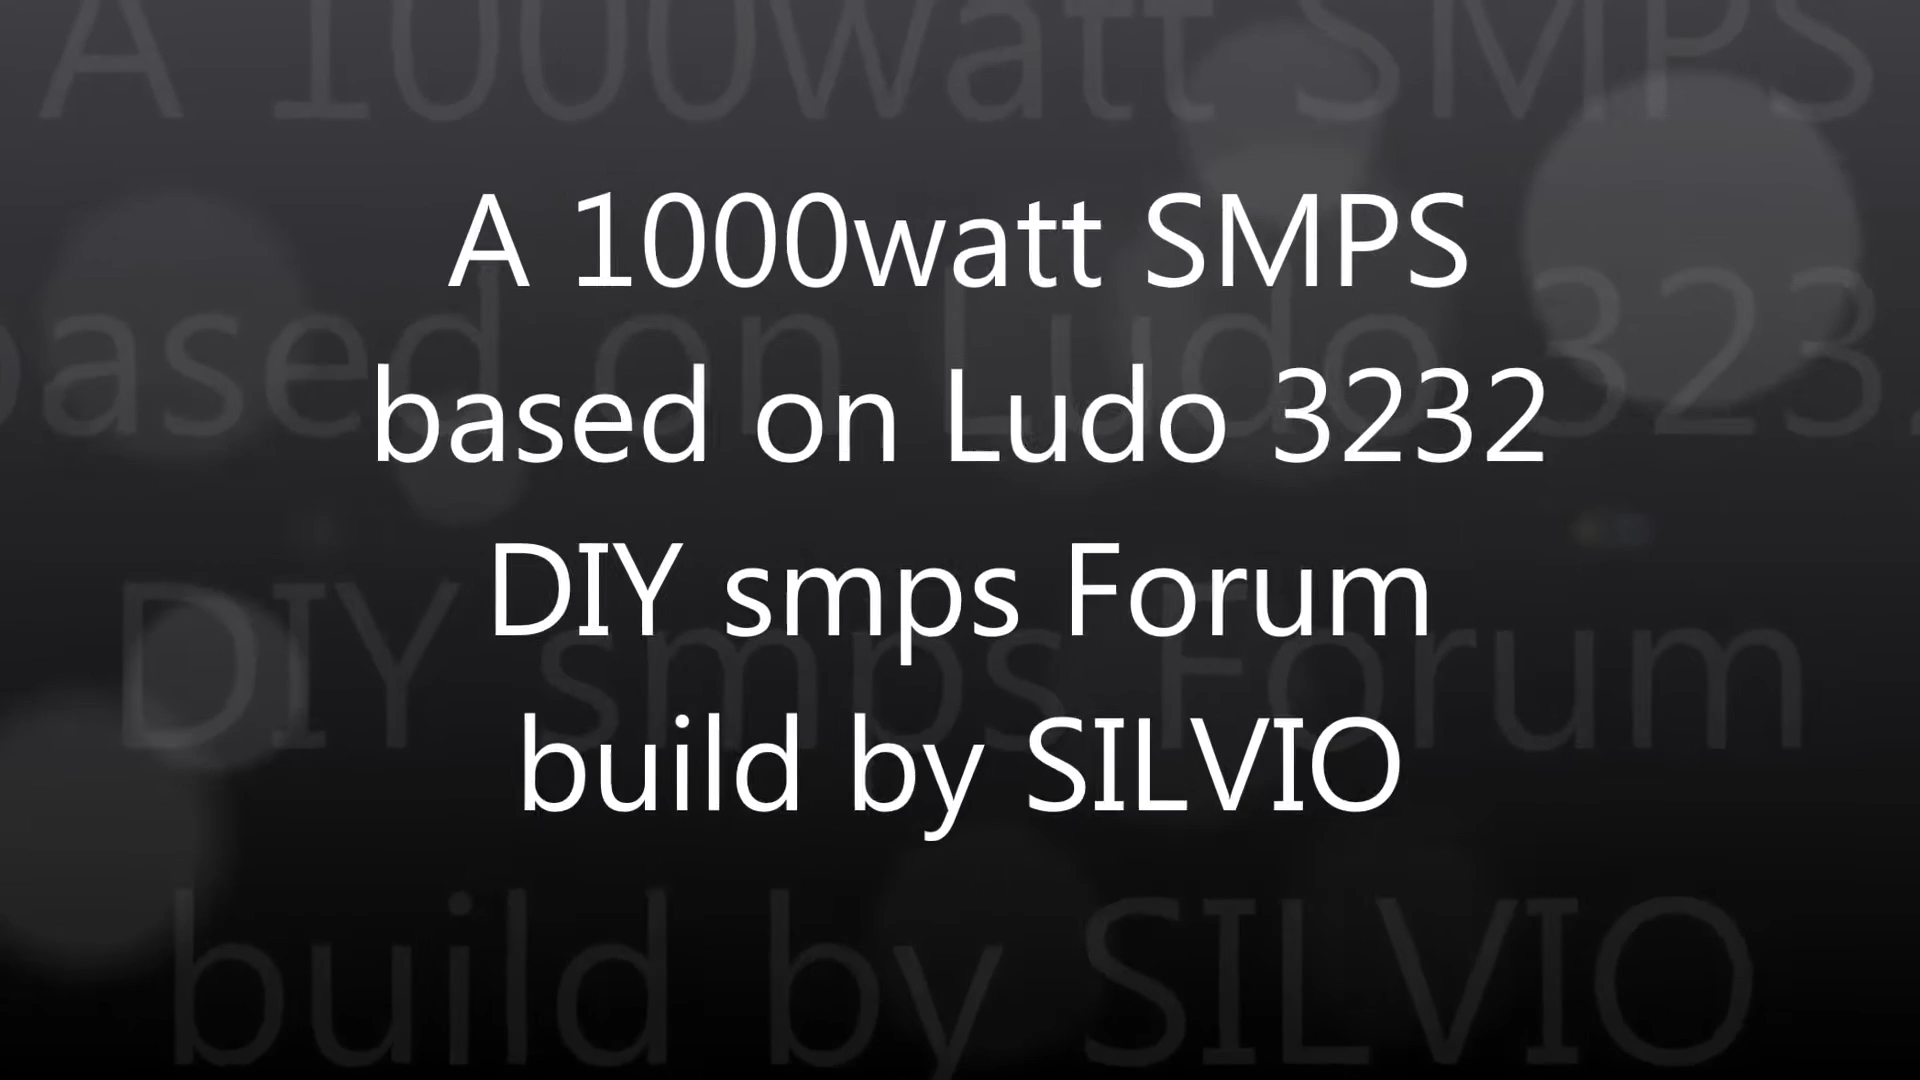 A 1000watt SMPS
based on Ludo 3232
DIY smps Forum
build by SILVIO